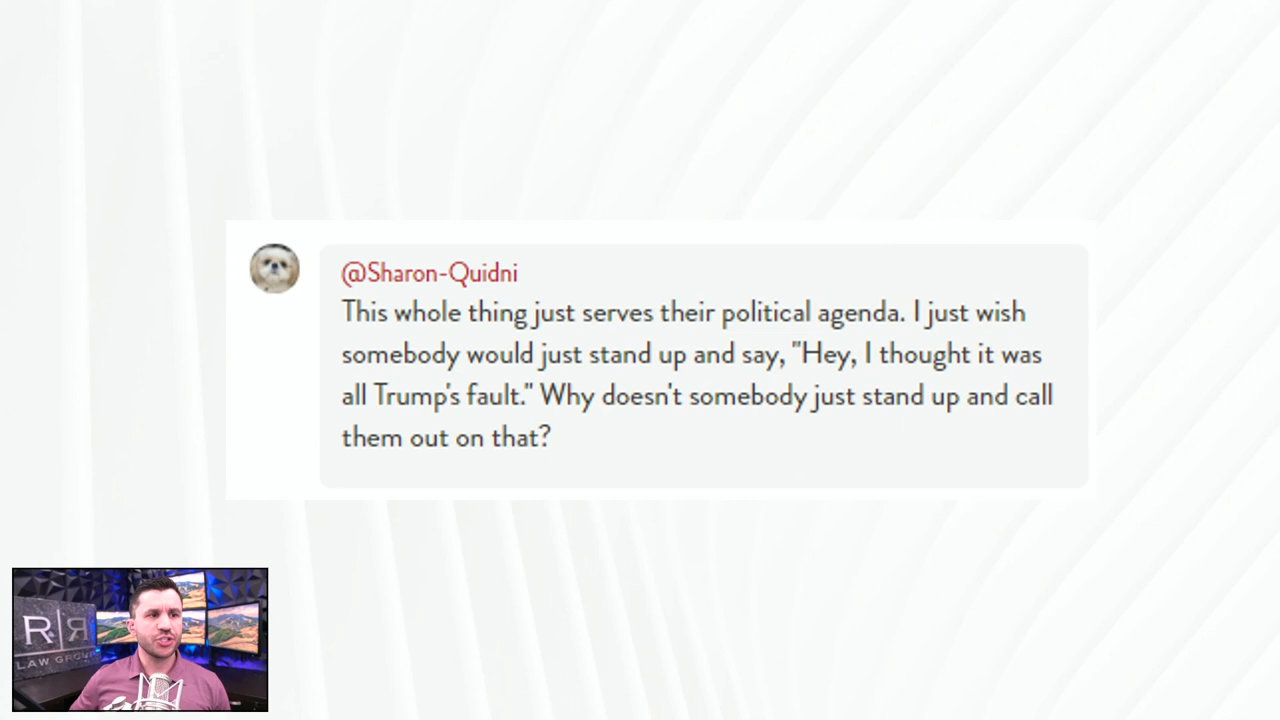 @Sharon-Quidni
This whole thing just serves their political agenda. I just wish
somebody would just stand up and say, "Hey, I thought it was
all Trump's fault." Why doesn't somebody just stand up and call
them out on that?
R|R
LAW GROUP